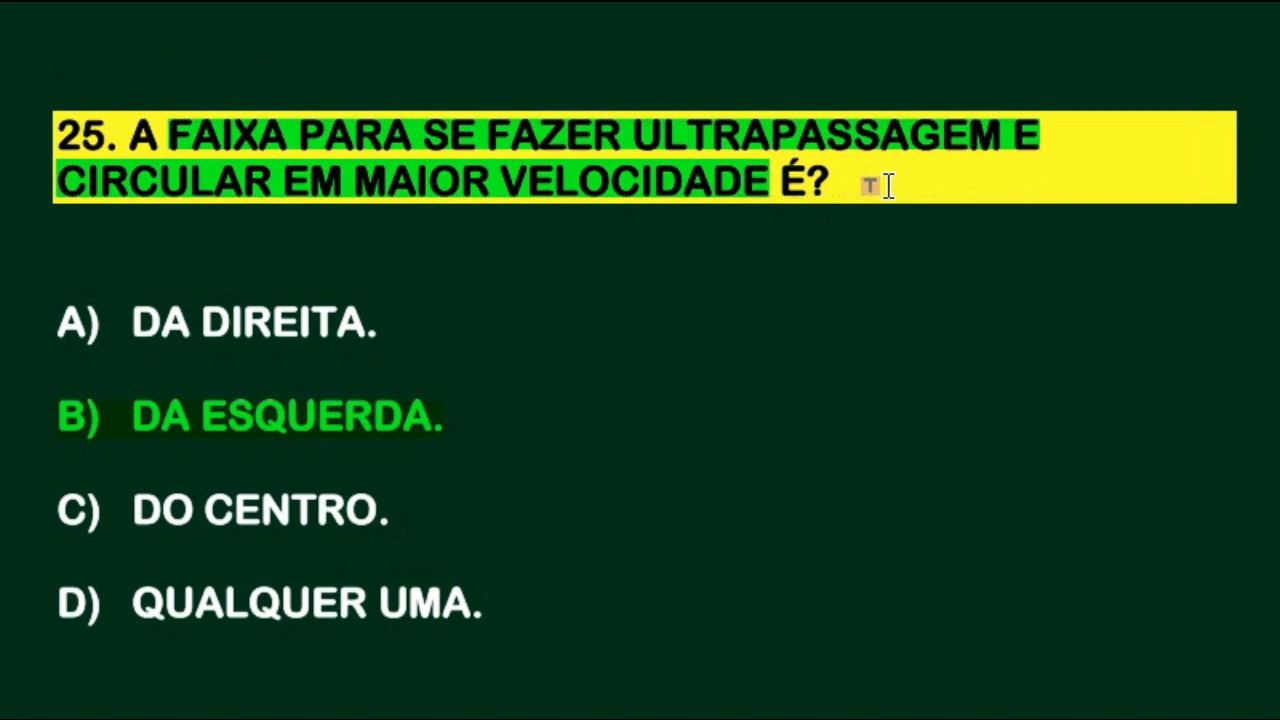 25. A FAIXA PARA SE FAZER ULTRAPASSAGEM E
CIRCULAR EM MAIOR VELOCIDADE É? T
A) DA DIREITA.
B) DA ESQUERDA.
C) DO CENTRO.
D) QUALQUER UMA.